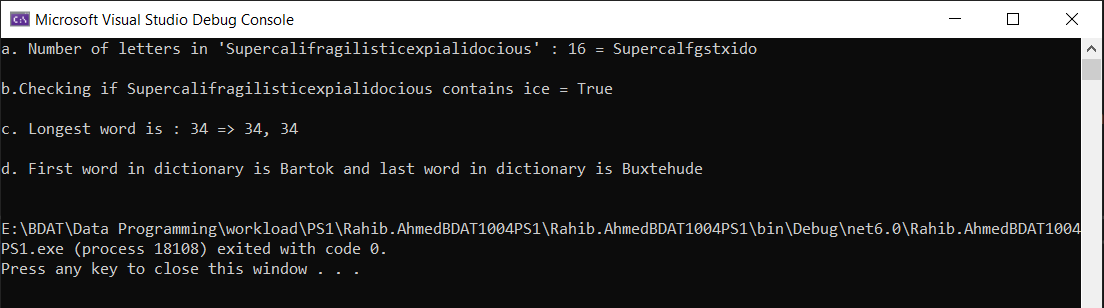 Microsoft Visual Studio Debug Console
a. Number of letters in 'Supercalifragilisticexpialidocious' : 16 = Supercalfgstxido
b.Checking if Supercalifragilisticexpialidocious contains ice = True
c. Longest word is : 34 => 34, 34
d. First word in dictionary is Bartok and last word in dictionary is Buxtehude
E:\BDAT\Data Programming\workload\PS1\Rahib.AhmedBDAT1004PS1\Rahib.AhmedBDAT1004PS1\bin\Debug\net6.0\Rahib.AhmedBDAT1004
PS1.exe (process 18108) exited with code 0.
Press any key to close this window . . .